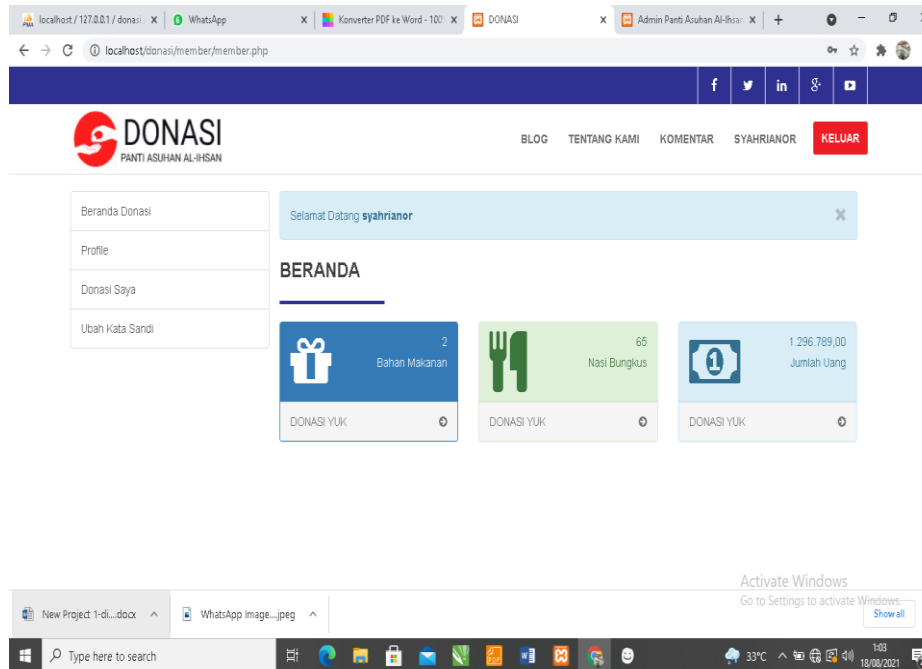 localhost / 127.0.0.1 / donasi
WhatsApp
Konverter PDF ke Word - 100
DONASI
Admin Panti Asuhan Al-Ihsan
localhost/donasi/member/member.php
DONASI
PANTI ASUHAN AL-IHSAN
BLOG TENTANG KAMI KOMENTAR SYAHRIANOR KELUAR
Beranda Donasi
Profile
Donasi Saya
Ubah Kata Sandi
Selamat Datang syahrianor
BERANDA
2
Bahan Makanan
DONASI YUK
65
Nasi Bungkus
DONASI YUK
1
1.296.789,00
Jumlah Uang
DONASI YUK
Activate Windows
Go to Settings to activate Windows.
New Project 1-di....docx
WhatsApp Image....jpeg
Show all
Type here to search
33°C
1:03
18/08/2021